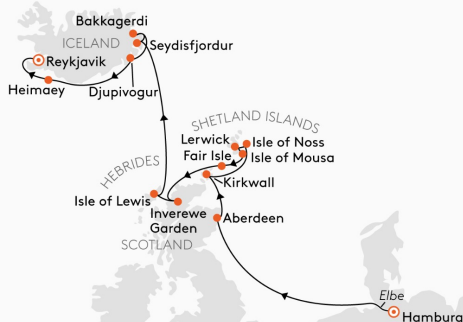 Bakkagerdi
ICELAND
Seydisfjordur
Reykjavik
Heimaey
Djupivogur
SHETLAND ISLANDS
Lerwick
Isle of Noss
Fair Isle
Isle of Mousa
HEBRIDES
Kirkwall
Isle of Lewis
Inverewe
Garden
Aberdeen
SCOTLAND
Elbe
Hamburg